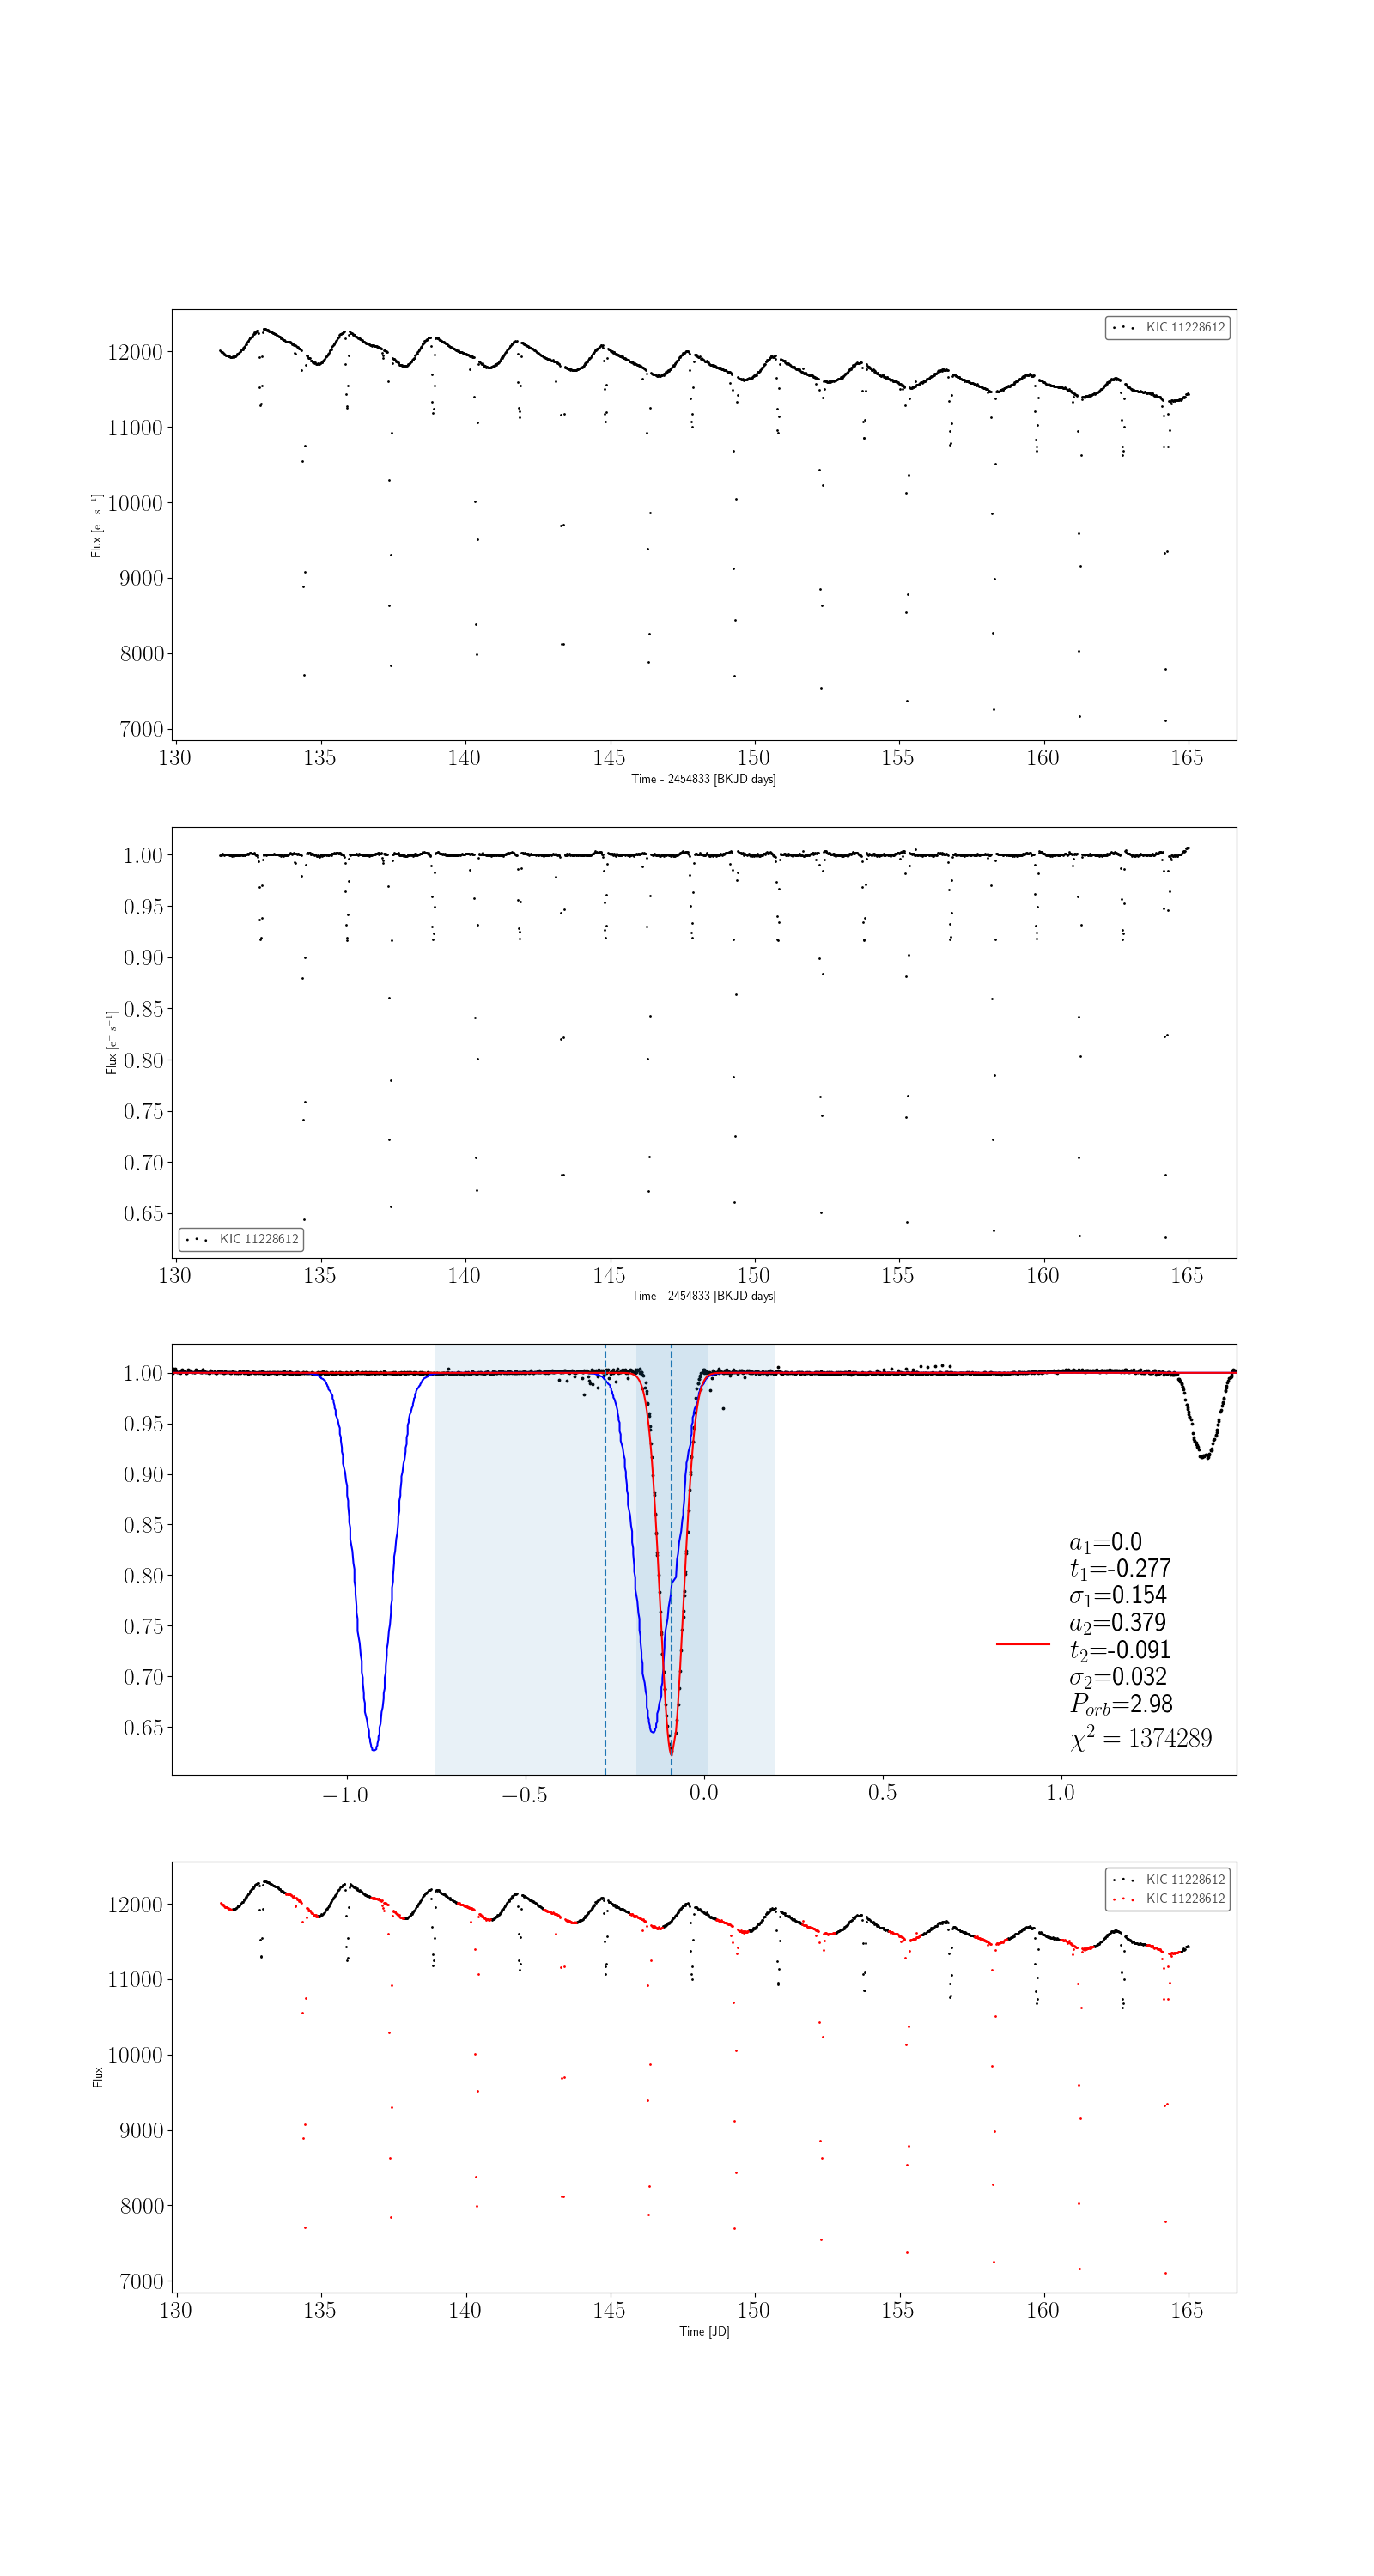 KIC 11228612
12000
11000
10000
9000
8000
7000
Flux [e⁻ s⁻¹]
130 135 140 145 150 155 160 165
Time - 2454833 [BKJD days]
1.00
0.95
0.90
0.85
0.80
0.75
0.70
0.65
Flux [e⁻ s⁻¹]
KIC 11228612
130 135 140 145 150 155 160 165
Time - 2454833 [BKJD days]
1.00
0.95
0.90
0.85
0.80
0.75
0.70
0.65
a₁=0.0
t₁=-0.277
σ₁=0.154
a₂=0.379
t₂=-0.091
σ₂=0.032
P_orb=2.98
χ² = 1374289
−1.0 −0.5 0.0 0.5 1.0
KIC 11228612
KIC 11228612
12000
11000
10000
9000
8000
7000
Flux
130 135 140 145 150 155 160 165
Time [JD]